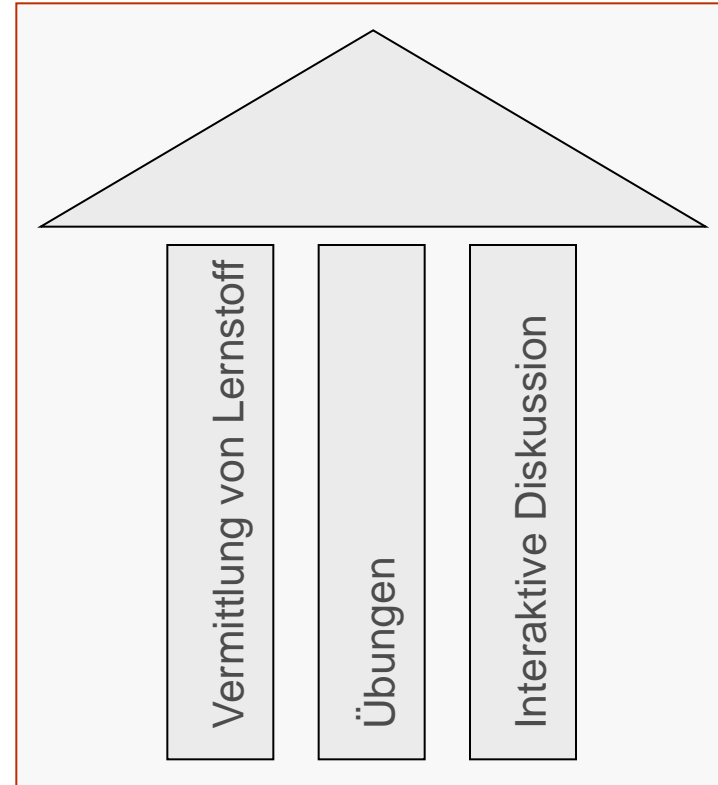 Vermittlung von Lernstoff
Übungen
Interaktive Diskussion